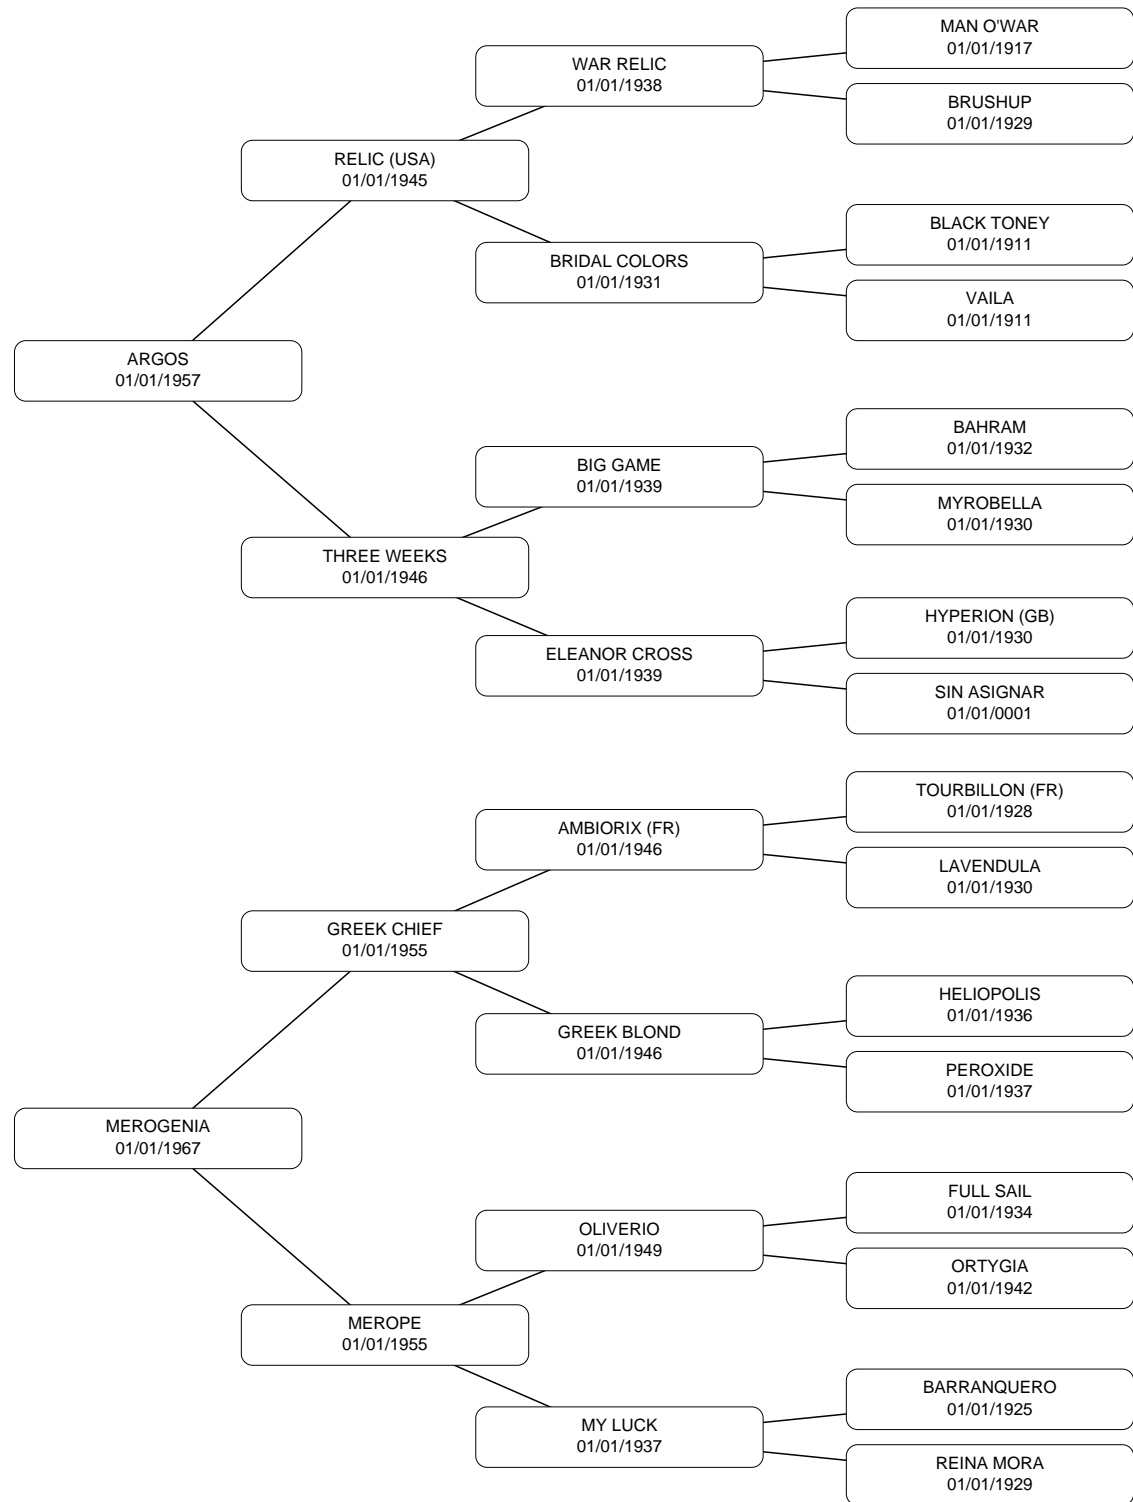 MAN O'WAR
01/01/1917
WAR RELIC
01/01/1938
BRUSHUP
01/01/1929
RELIC (USA)
01/01/1945
BLACK TONEY
01/01/1911
BRIDAL COLORS
01/01/1931
VAILA
01/01/1911
ARGOS
01/01/1957
BAHRAM
01/01/1932
BIG GAME
01/01/1939
MYROBELLA
01/01/1930
THREE WEEKS
01/01/1946
HYPERION (GB)
01/01/1930
ELEANOR CROSS
01/01/1939
SIN ASIGNAR
01/01/0001
TOURBILLON (FR)
01/01/1928
AMBIORIX (FR)
01/01/1946
LAVENDULA
01/01/1930
GREEK CHIEF
01/01/1955
HELIOPOLIS
01/01/1936
GREEK BLOND
01/01/1946
PEROXIDE
01/01/1937
MEROGENIA
01/01/1967
FULL SAIL
01/01/1934
OLIVERIO
01/01/1949
ORTYGIA
01/01/1942
MEROPE
01/01/1955
BARRANQUERO
01/01/1925
MY LUCK
01/01/1937
REINA MORA
01/01/1929